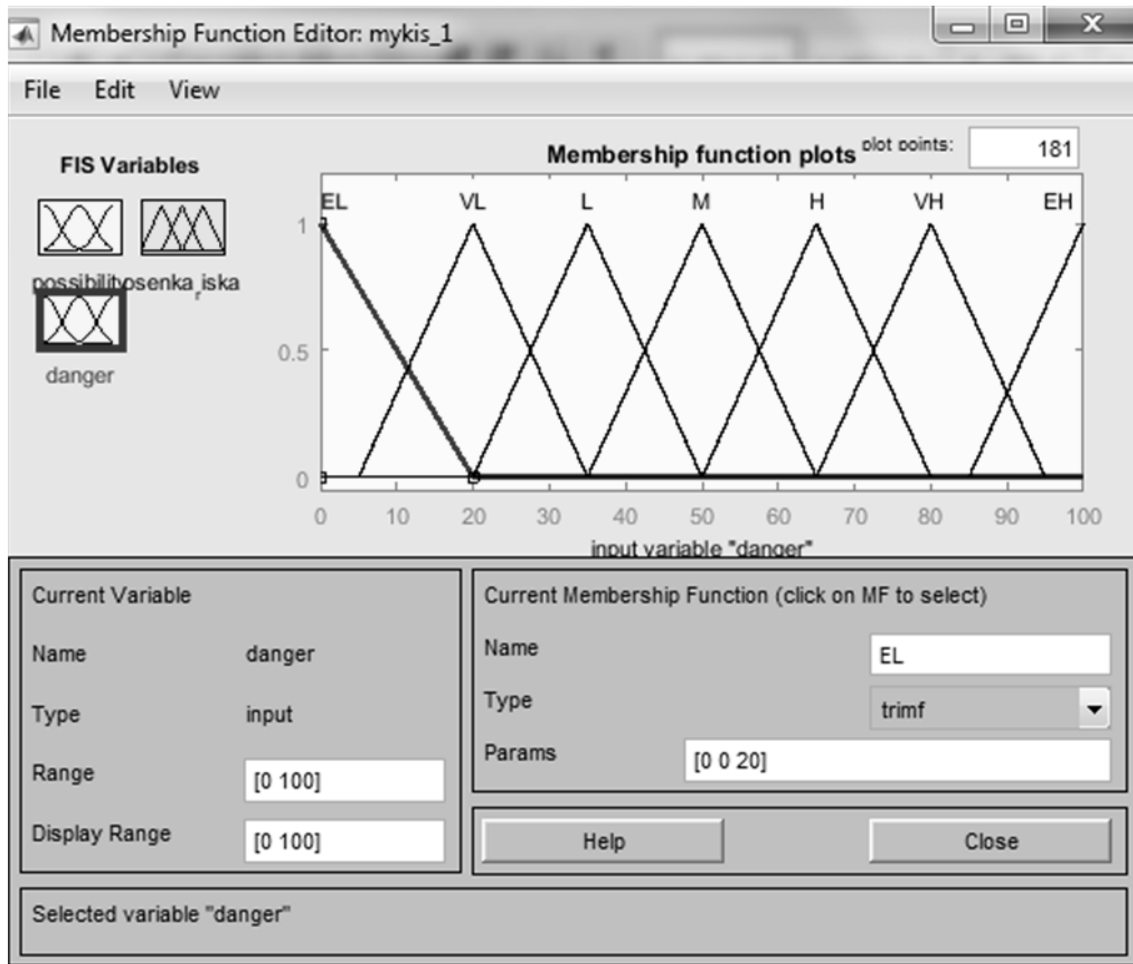 Membership Function Editor: mykis_1
File Edit View
FIS Variables
possibility
osenka_riska
danger
Membership function plots
plot points:
181
EL VL L M H VH EH
1
0.5
0
0 10 20 30 40 50 60 70 80 90 100
input variable "danger"
Current Variable
Name danger
Type input
Range [0 100]
Display Range [0 100]
Current Membership Function (click on MF to select)
Name EL
Type trimf
Params [0 0 20]
Help Close
Selected variable "danger"